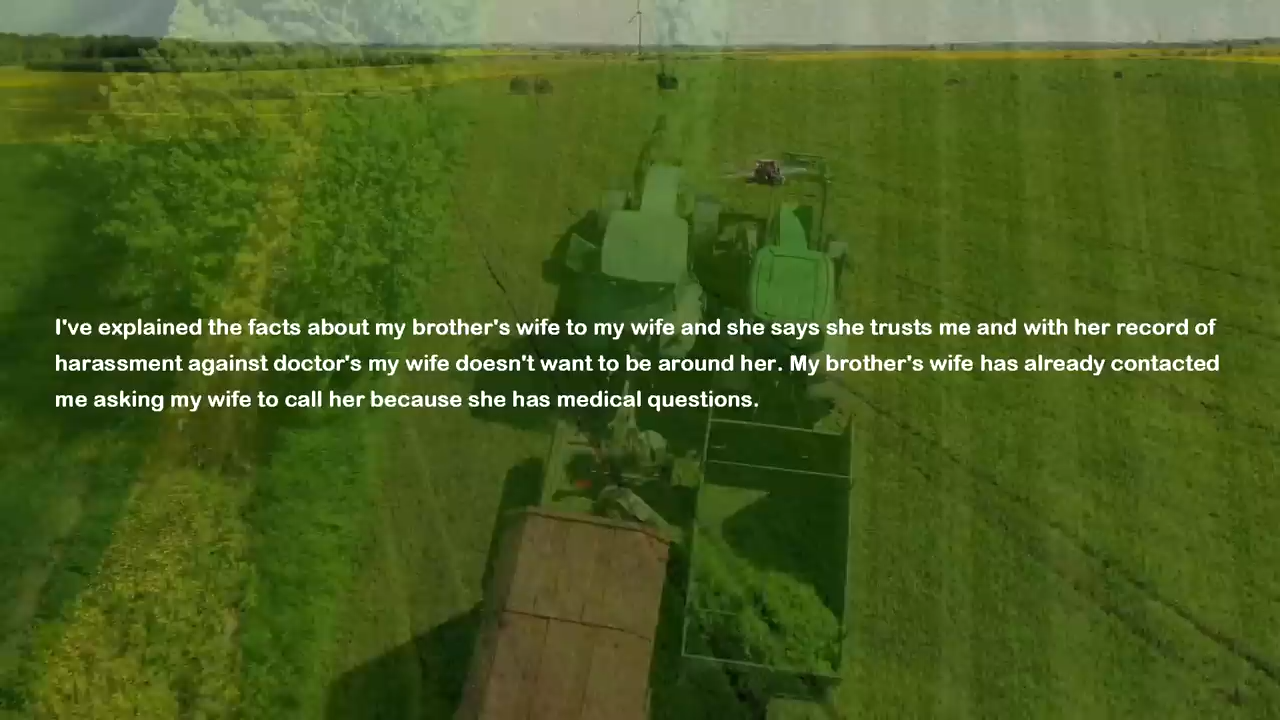 I've explained the facts about my brother's wife to my wife and she says she trusts me and with her record of
harassment against doctor's my wife doesn't want to be around her. My brother's wife has already contacted
me asking my wife to call her because she has medical questions.